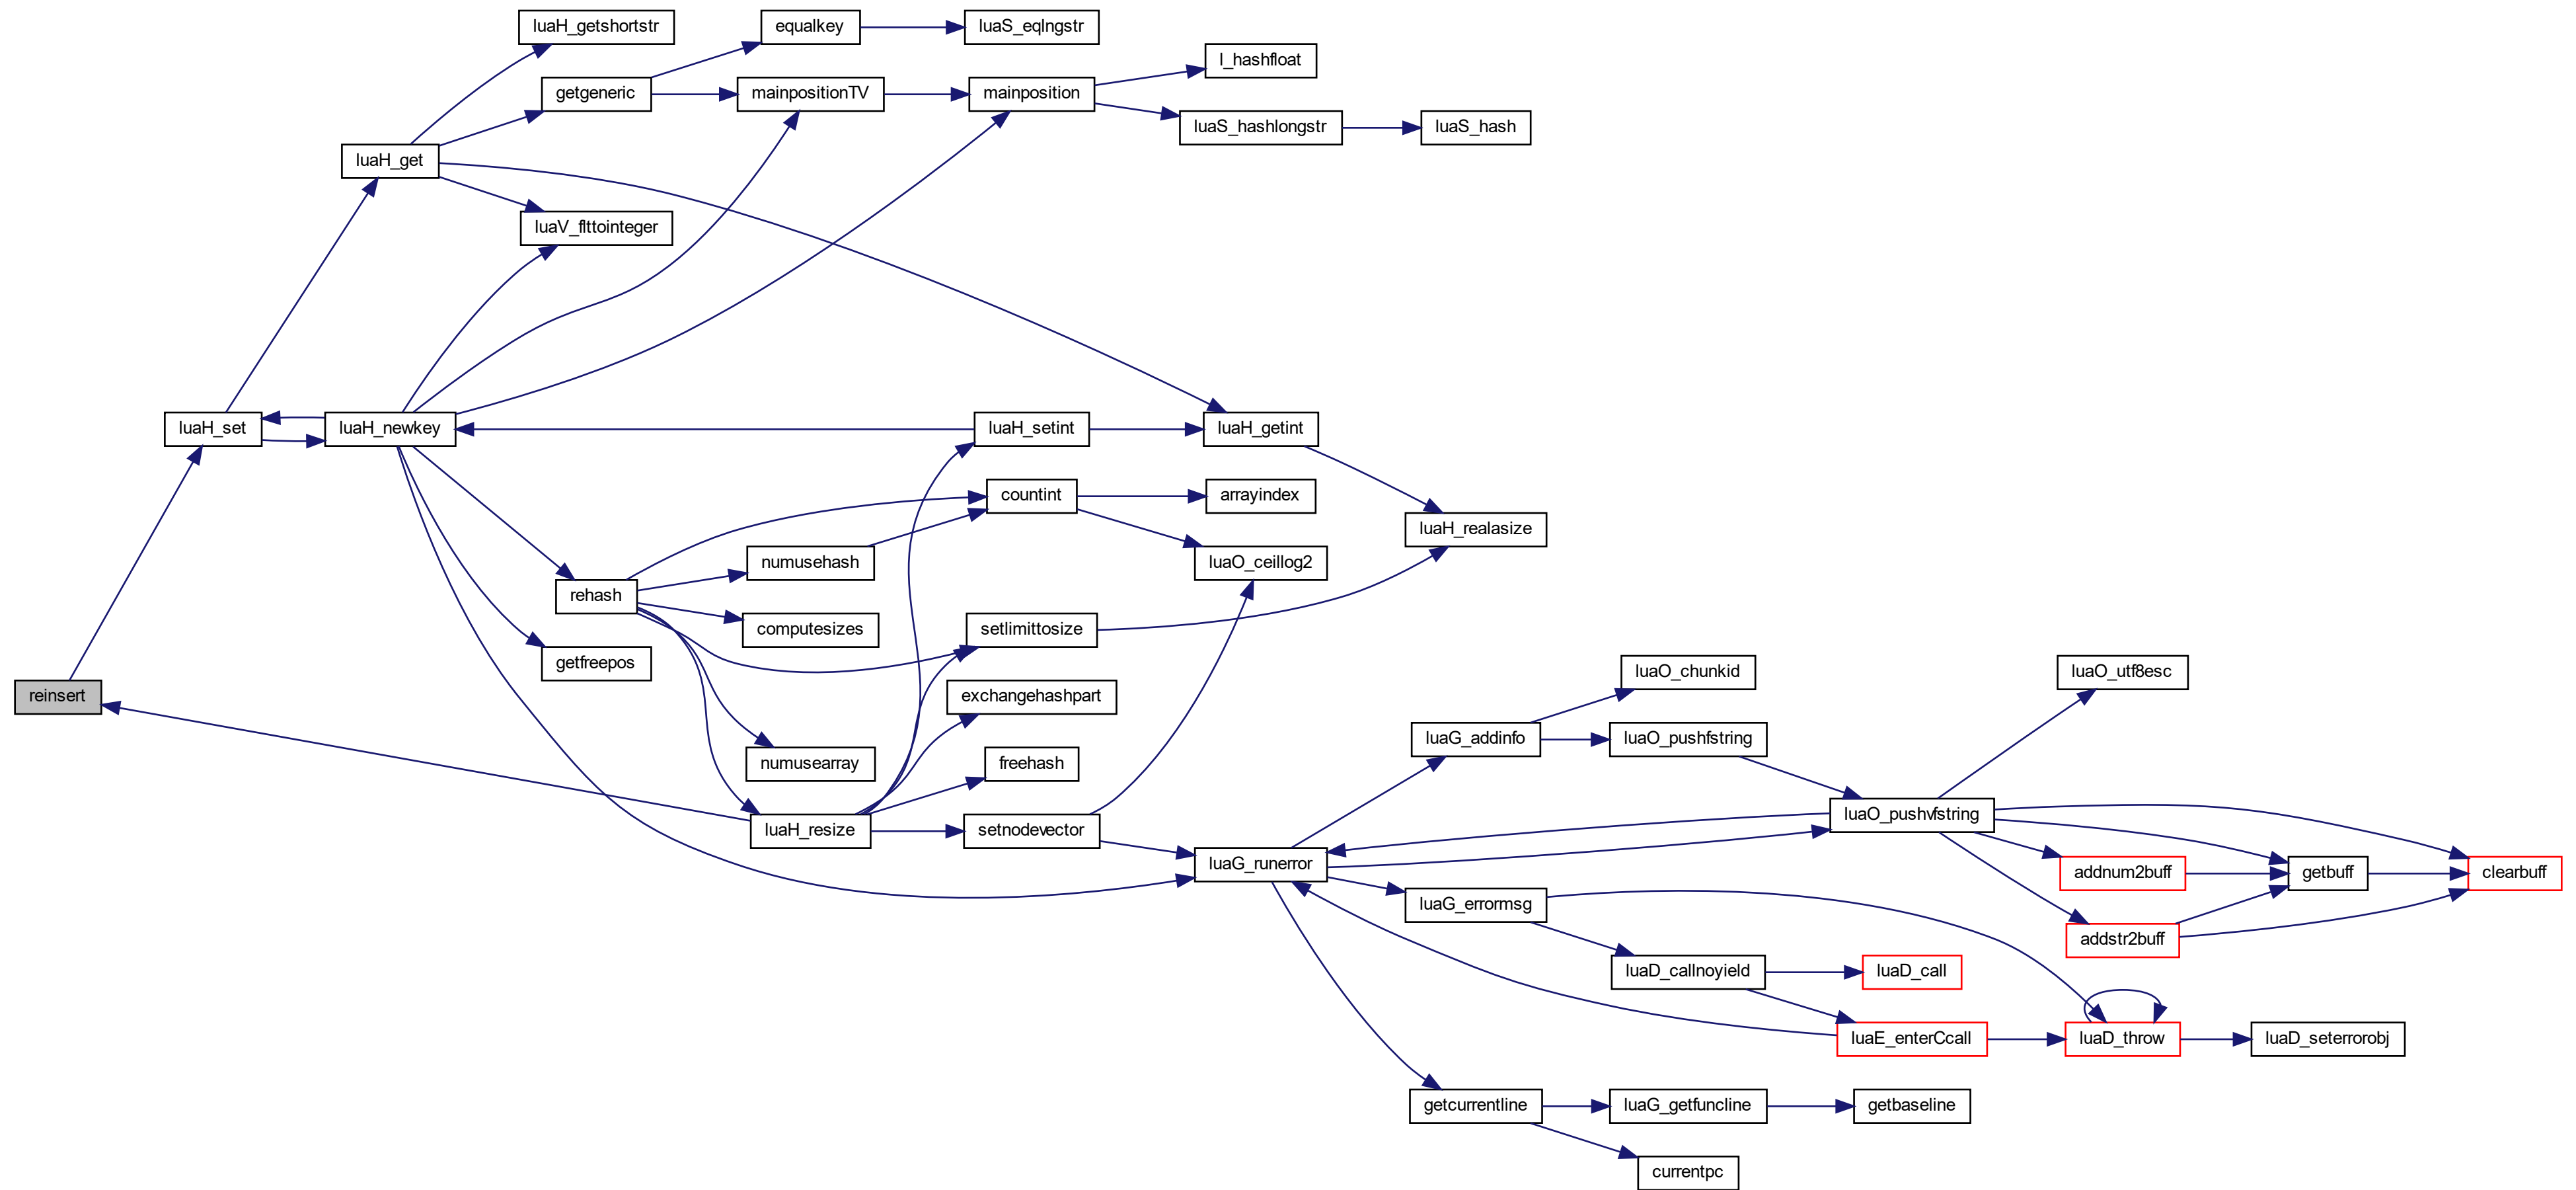 luaH_getshortstr
equalkey
luaS_eqlngstr
l_hashfloat
getgeneric
mainpositionTV
mainposition
luaS_hashlongstr
luaS_hash
luaH_get
luaV_flttointeger
luaH_set
luaH_newkey
luaH_setint
luaH_getint
countint
arrayindex
luaH_realasize
numusehash
luaO_ceillog2
rehash
computesizes
setlimittosize
getfreepos
luaO_chunkid
luaO_utf8esc
reinsert
exchangehashpart
luaG_addinfo
luaO_pushfstring
numusearray
freehash
luaH_resize
setnodevector
luaO_pushvfstring
luaG_runerror
addnum2buff
getbuff
clearbuff
luaG_errormsg
addstr2buff
luaD_callnoyield
luaD_call
luaE_enterCcall
luaD_throw
luaD_seterrorobj
getcurrentline
luaG_getfuncline
getbaseline
currentpc